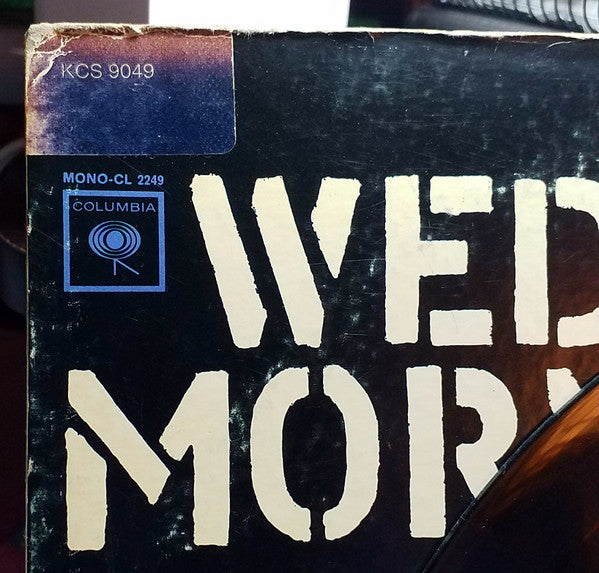 KCS 9049
MONO-CL 2249
COLUMBIA
WED
MOR